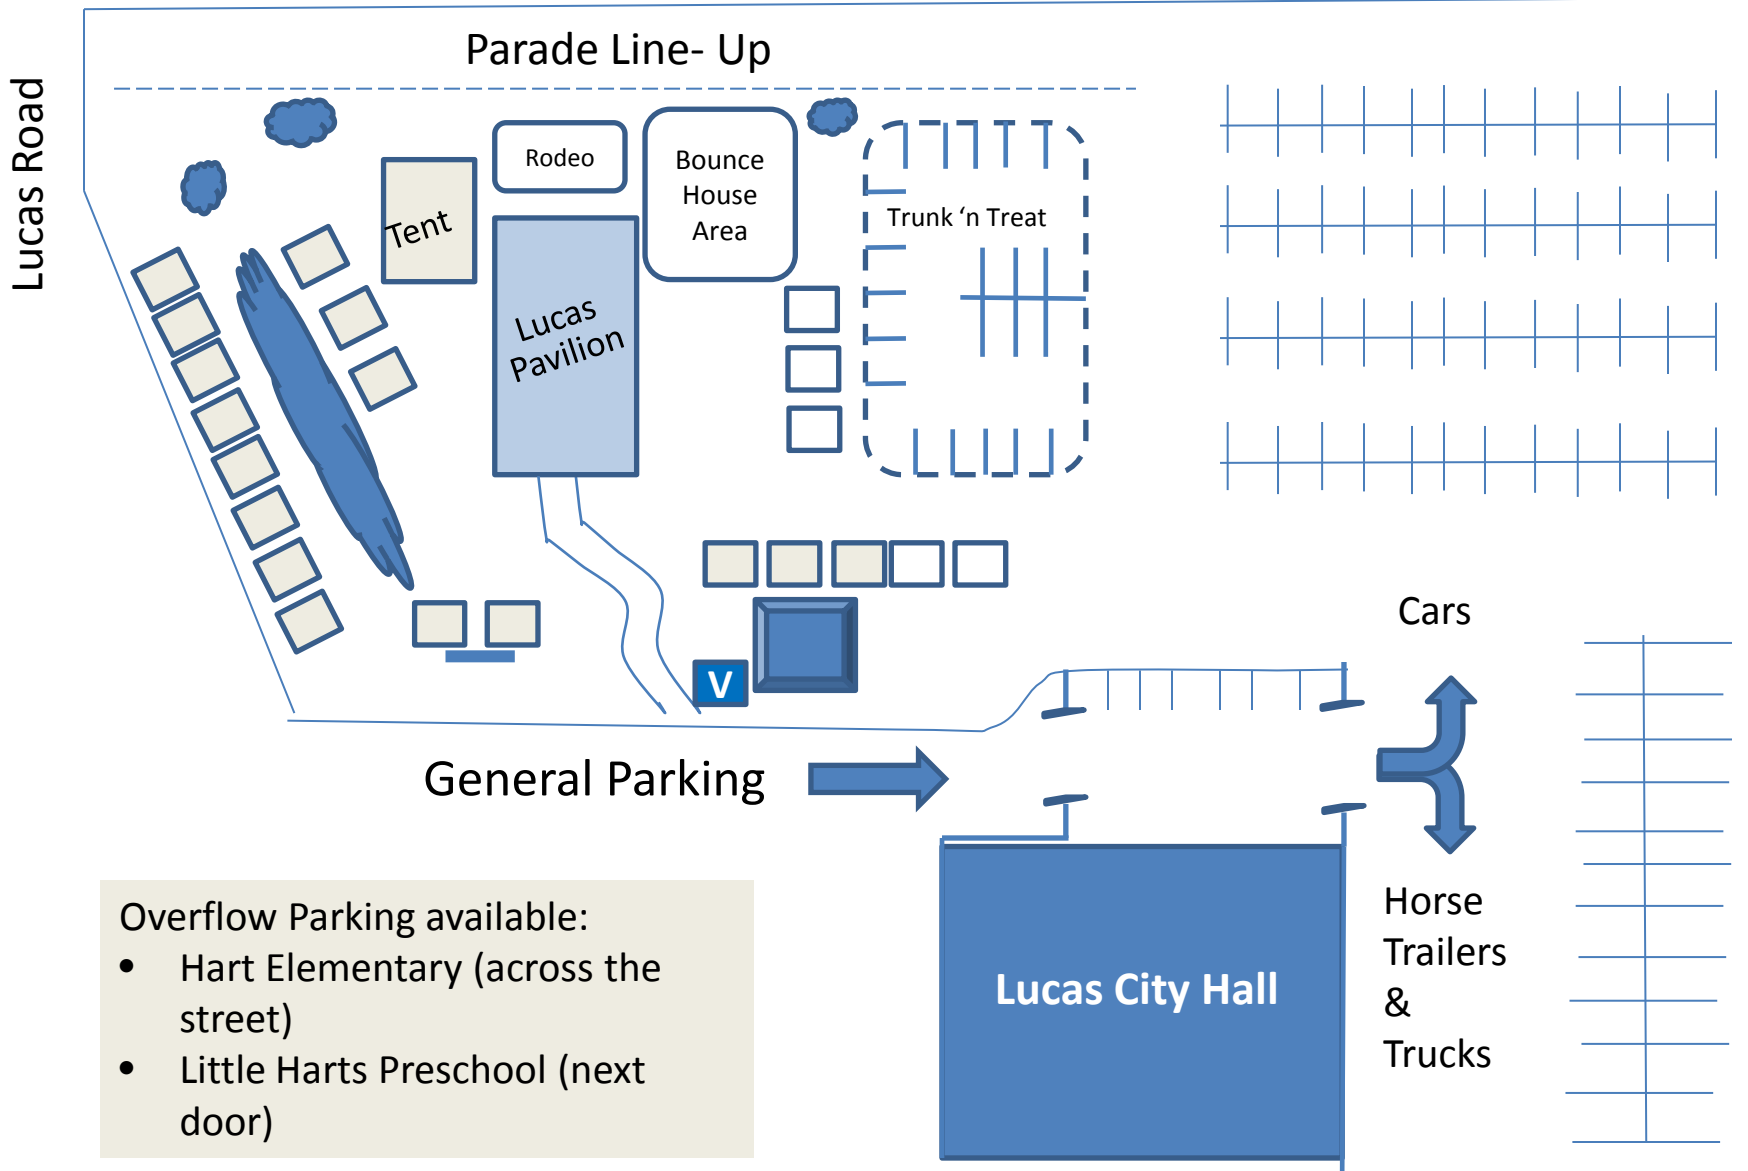 Parade Line- Up
Lucas Road
Rodeo
Bounce
House
Area
Tent
Trunk ‘n Treat
Lucas
Pavilion
Cars
V
General Parking
Overflow Parking available:
• Hart Elementary (across the
street)
• Little Harts Preschool (next
door)
Lucas City Hall
Horse
Trailers
&
Trucks